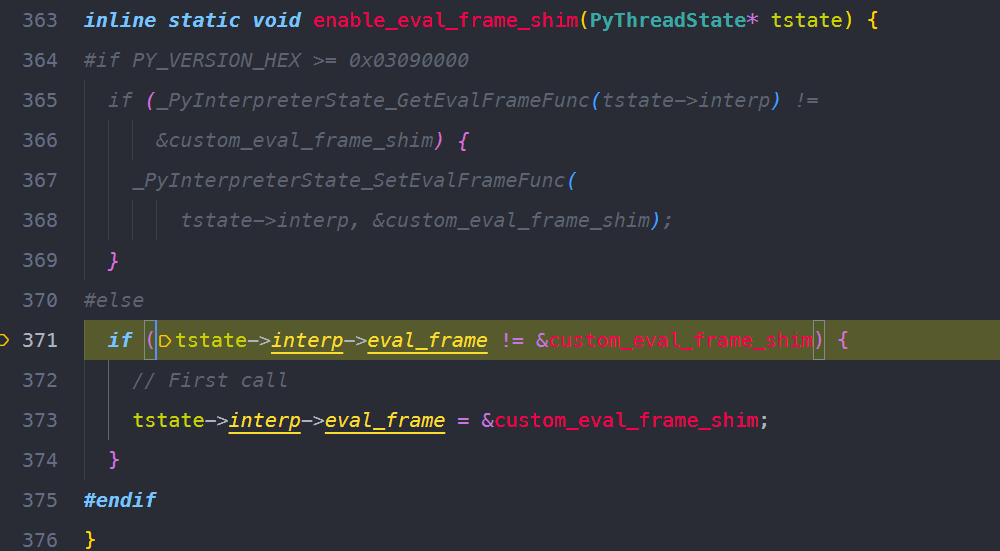 363 inline static void enable_eval_frame_shim(PyThreadState* tstate) {
364 #if PY_VERSION_HEX >= 0x03090000
365   if (_PyInterpreterState_GetEvalFrameFunc(tstate->interp) !=
366       &custom_eval_frame_shim) {
367     _PyInterpreterState_SetEvalFrameFunc(
368         tstate->interp, &custom_eval_frame_shim);
369   }
370 #else
371   if (tstate->interp->eval_frame != &custom_eval_frame_shim) {
372     // First call
373     tstate->interp->eval_frame = &custom_eval_frame_shim;
374   }
375 #endif
376 }